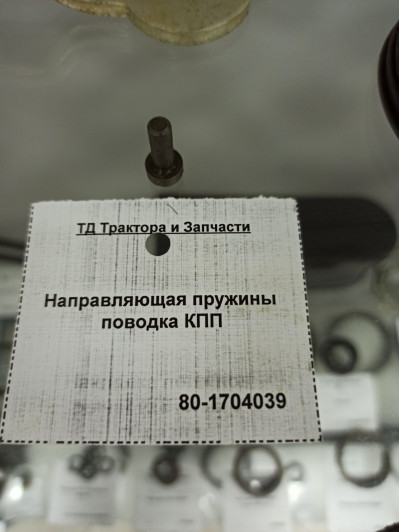 ТД Трактора и Запчасти
Направляющая пружины
поводка КПП
80-1704039